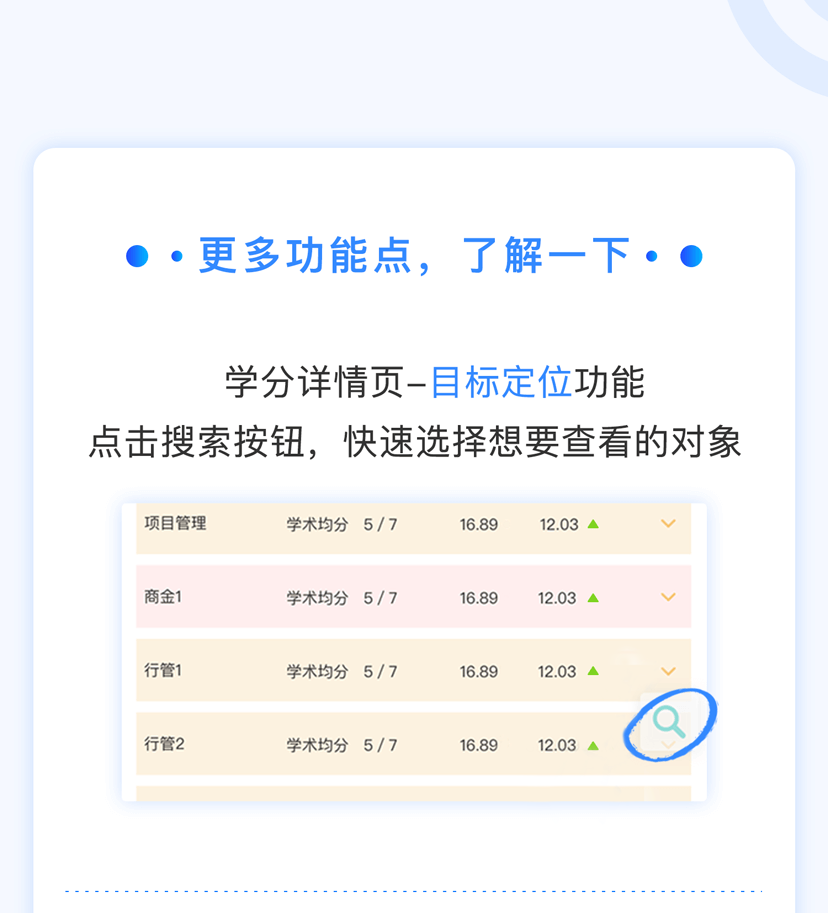 更多功能点，了解一下
学分详情页–目标定位功能
点击搜索按钮，快速选择想要查看的对象
项目管理 学术均分 5 / 7 16.89 12.03
商金1 学术均分 5 / 7 16.89 12.03
行管1 学术均分 5 / 7 16.89 12.03
行管2 学术均分 5 / 7 16.89 12.03